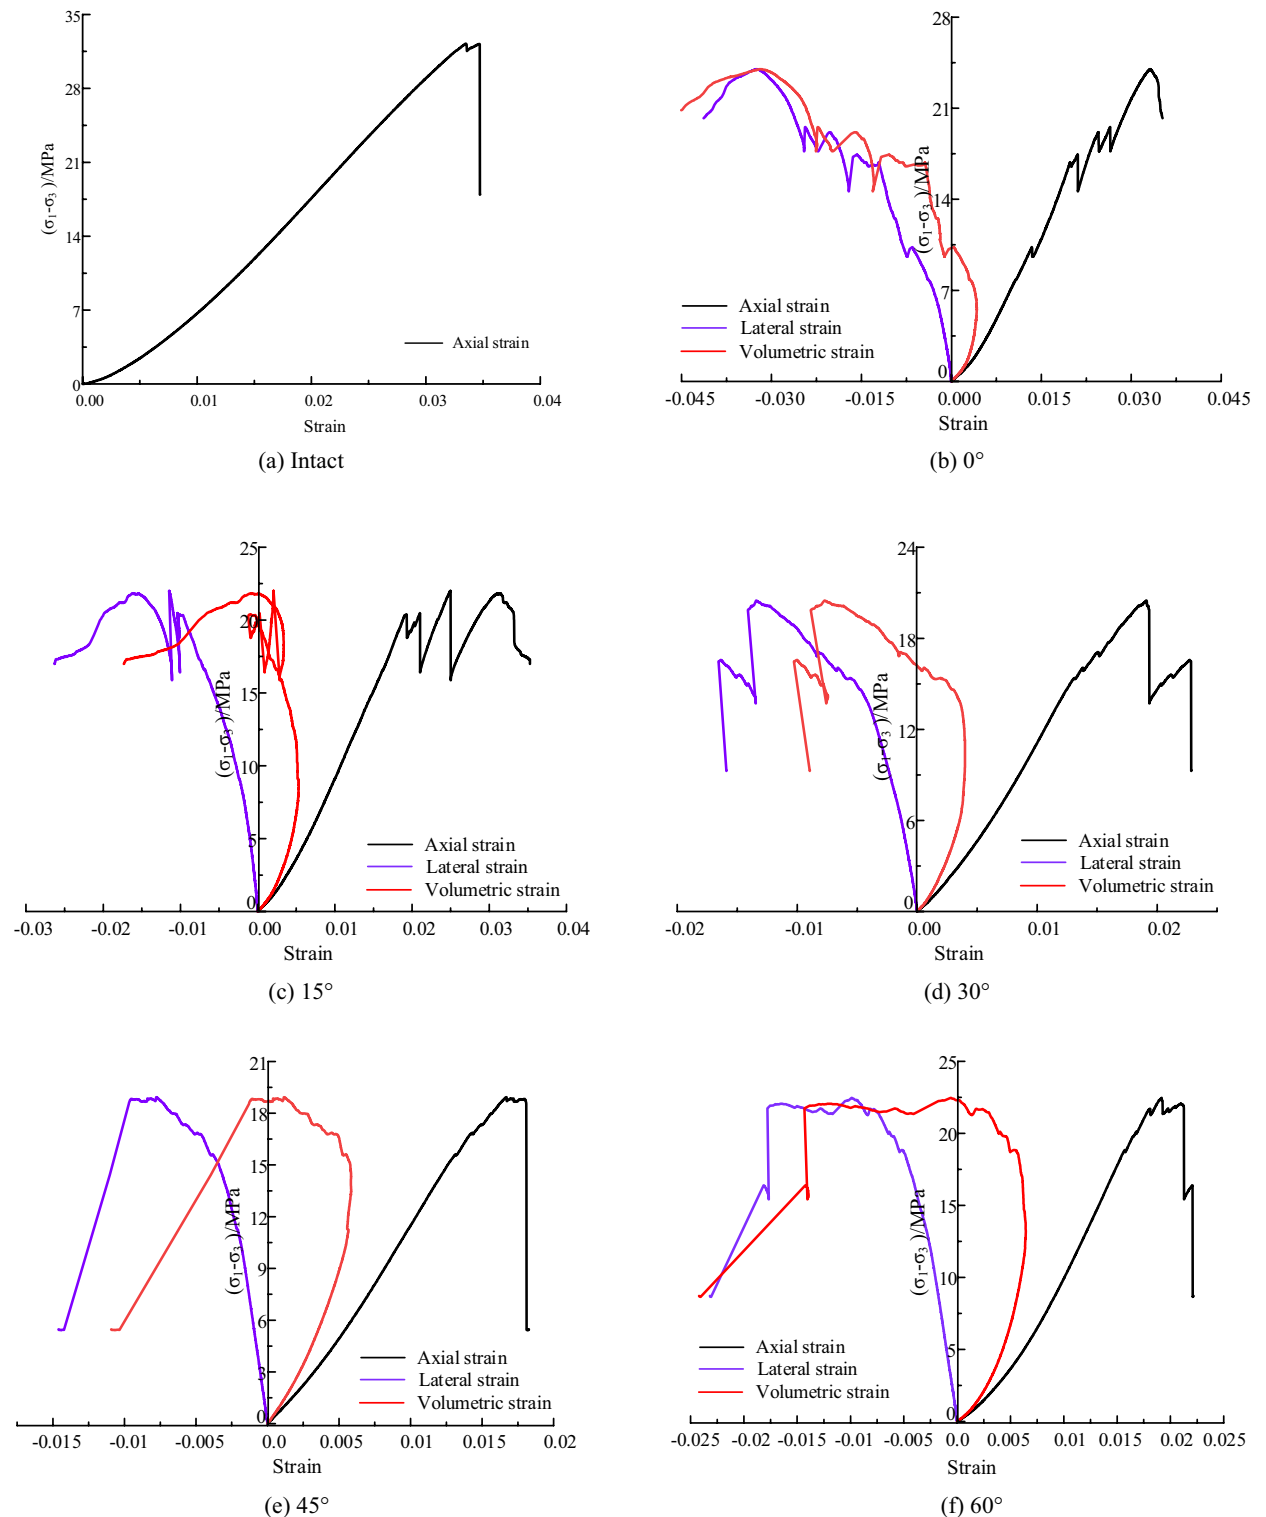 35
28
21
14
7
0
(σ1-σ3 )/MPa
Axial strain
0.00 0.01 0.02 0.03 0.04
Strain
(a) Intact
28
21
14
7
0
(σ1-σ3 )/MPa
Axial strain
Lateral strain
Volumetric strain
-0.045 -0.030 -0.015 0.000 0.015 0.030 0.045
Strain
(b) 0°
25
20
15
10
5
0
(σ1-σ3 )/MPa
Axial strain
Lateral strain
Volumetric strain
-0.03 -0.02 -0.01 0.00 0.01 0.02 0.03 0.04
Strain
(c) 15°
24
18
12
6
0
(σ1-σ3 )/MPa
Axial strain
Lateral strain
Volumetric strain
-0.02 -0.01 0.00 0.01 0.02
Strain
(d) 30°
21
18
15
12
9
6
3
0
(σ1-σ3 )/MPa
Axial strain
Lateral strain
Volumetric strain
-0.015 -0.01 -0.005 0.0 0.005 0.01 0.015 0.02
Strain
(e) 45°
25
20
15
10
5
0
(σ1-σ3 )/MPa
Axial strain
Lateral strain
Volumetric strain
-0.025 -0.02 -0.015 -0.01 -0.005 0.0 0.005 0.01 0.015 0.02 0.025
Strain
(f) 60°